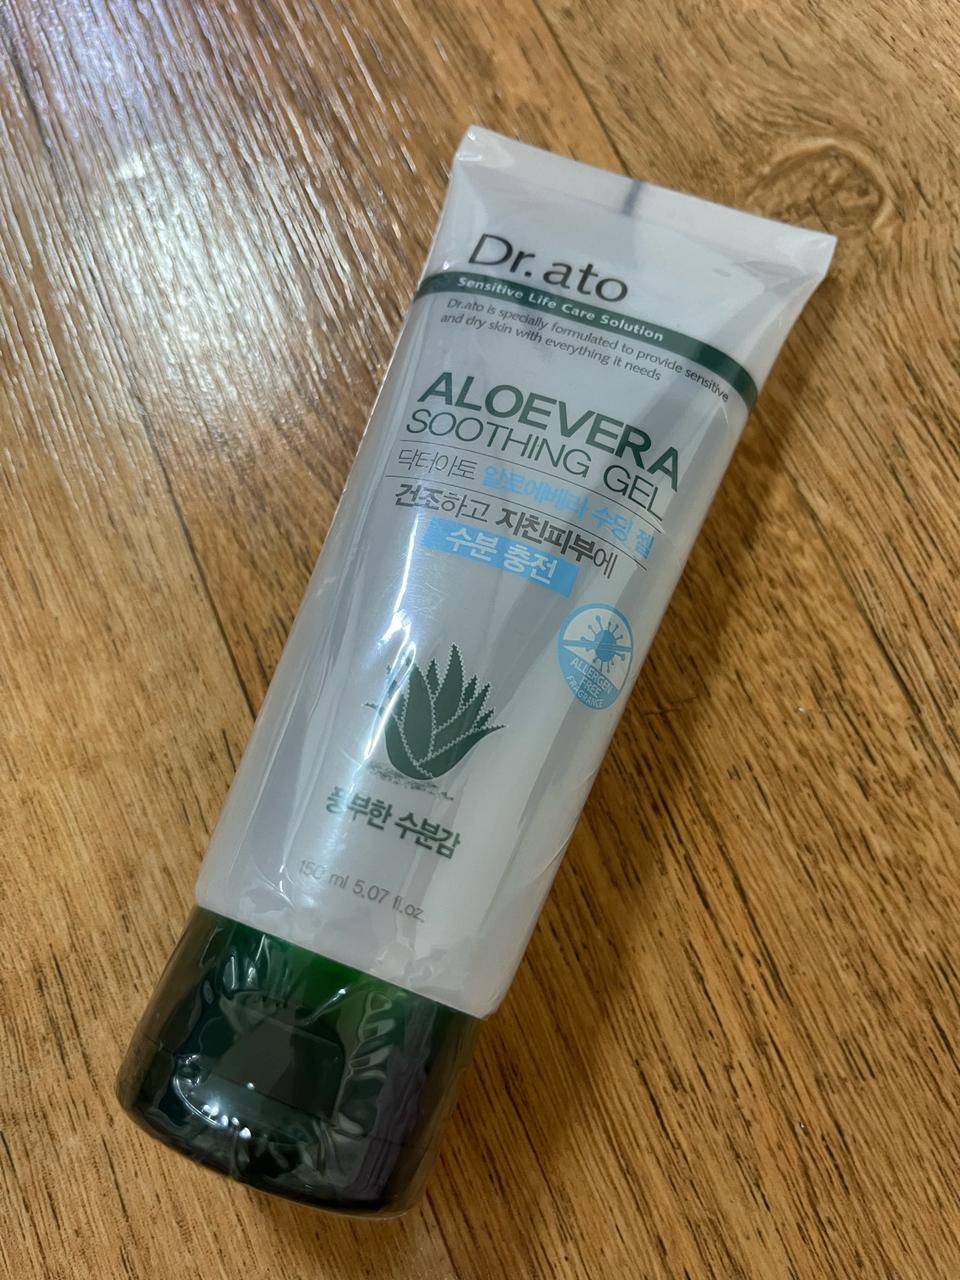 Dr.ato
Sensitive Life Care Solution
Dr.ato is specially formulated to provide sensitive
and dry skin with everything it needs
ALOEVERA
SOOTHING GEL
닥터아토 알로에베라 수딩 젤
건조하고 지친피부에
수분 충전
ALLERGEN
FREE
FRAGRANCE
풍부한 수분감
150 ml 5.07 fl.oz.